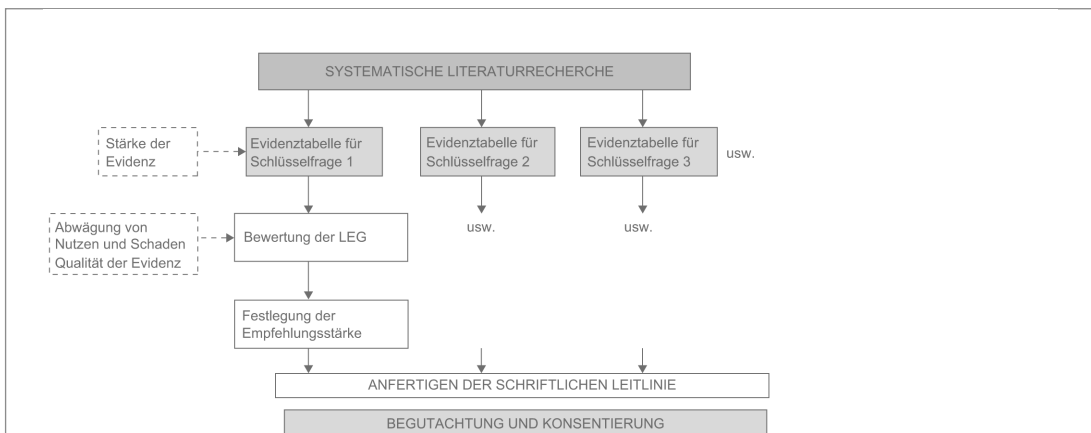 SYSTEMATISCHE LITERATURRECHERCHE
Stärke der
Evidenz
Evidenztabelle für
Schlüsselfrage 1
Evidenztabelle für
Schlüsselfrage 2
Evidenztabelle für
Schlüsselfrage 3
usw.
Abwägung von
Nutzen und Schaden
Qualität der Evidenz
Bewertung der LEG
usw.
usw.
Festlegung der
Empfehlungsstärke
ANFERTIGEN DER SCHRIFTLICHEN LEITLINIE
BEGUTACHTUNG UND KONSENTIERUNG